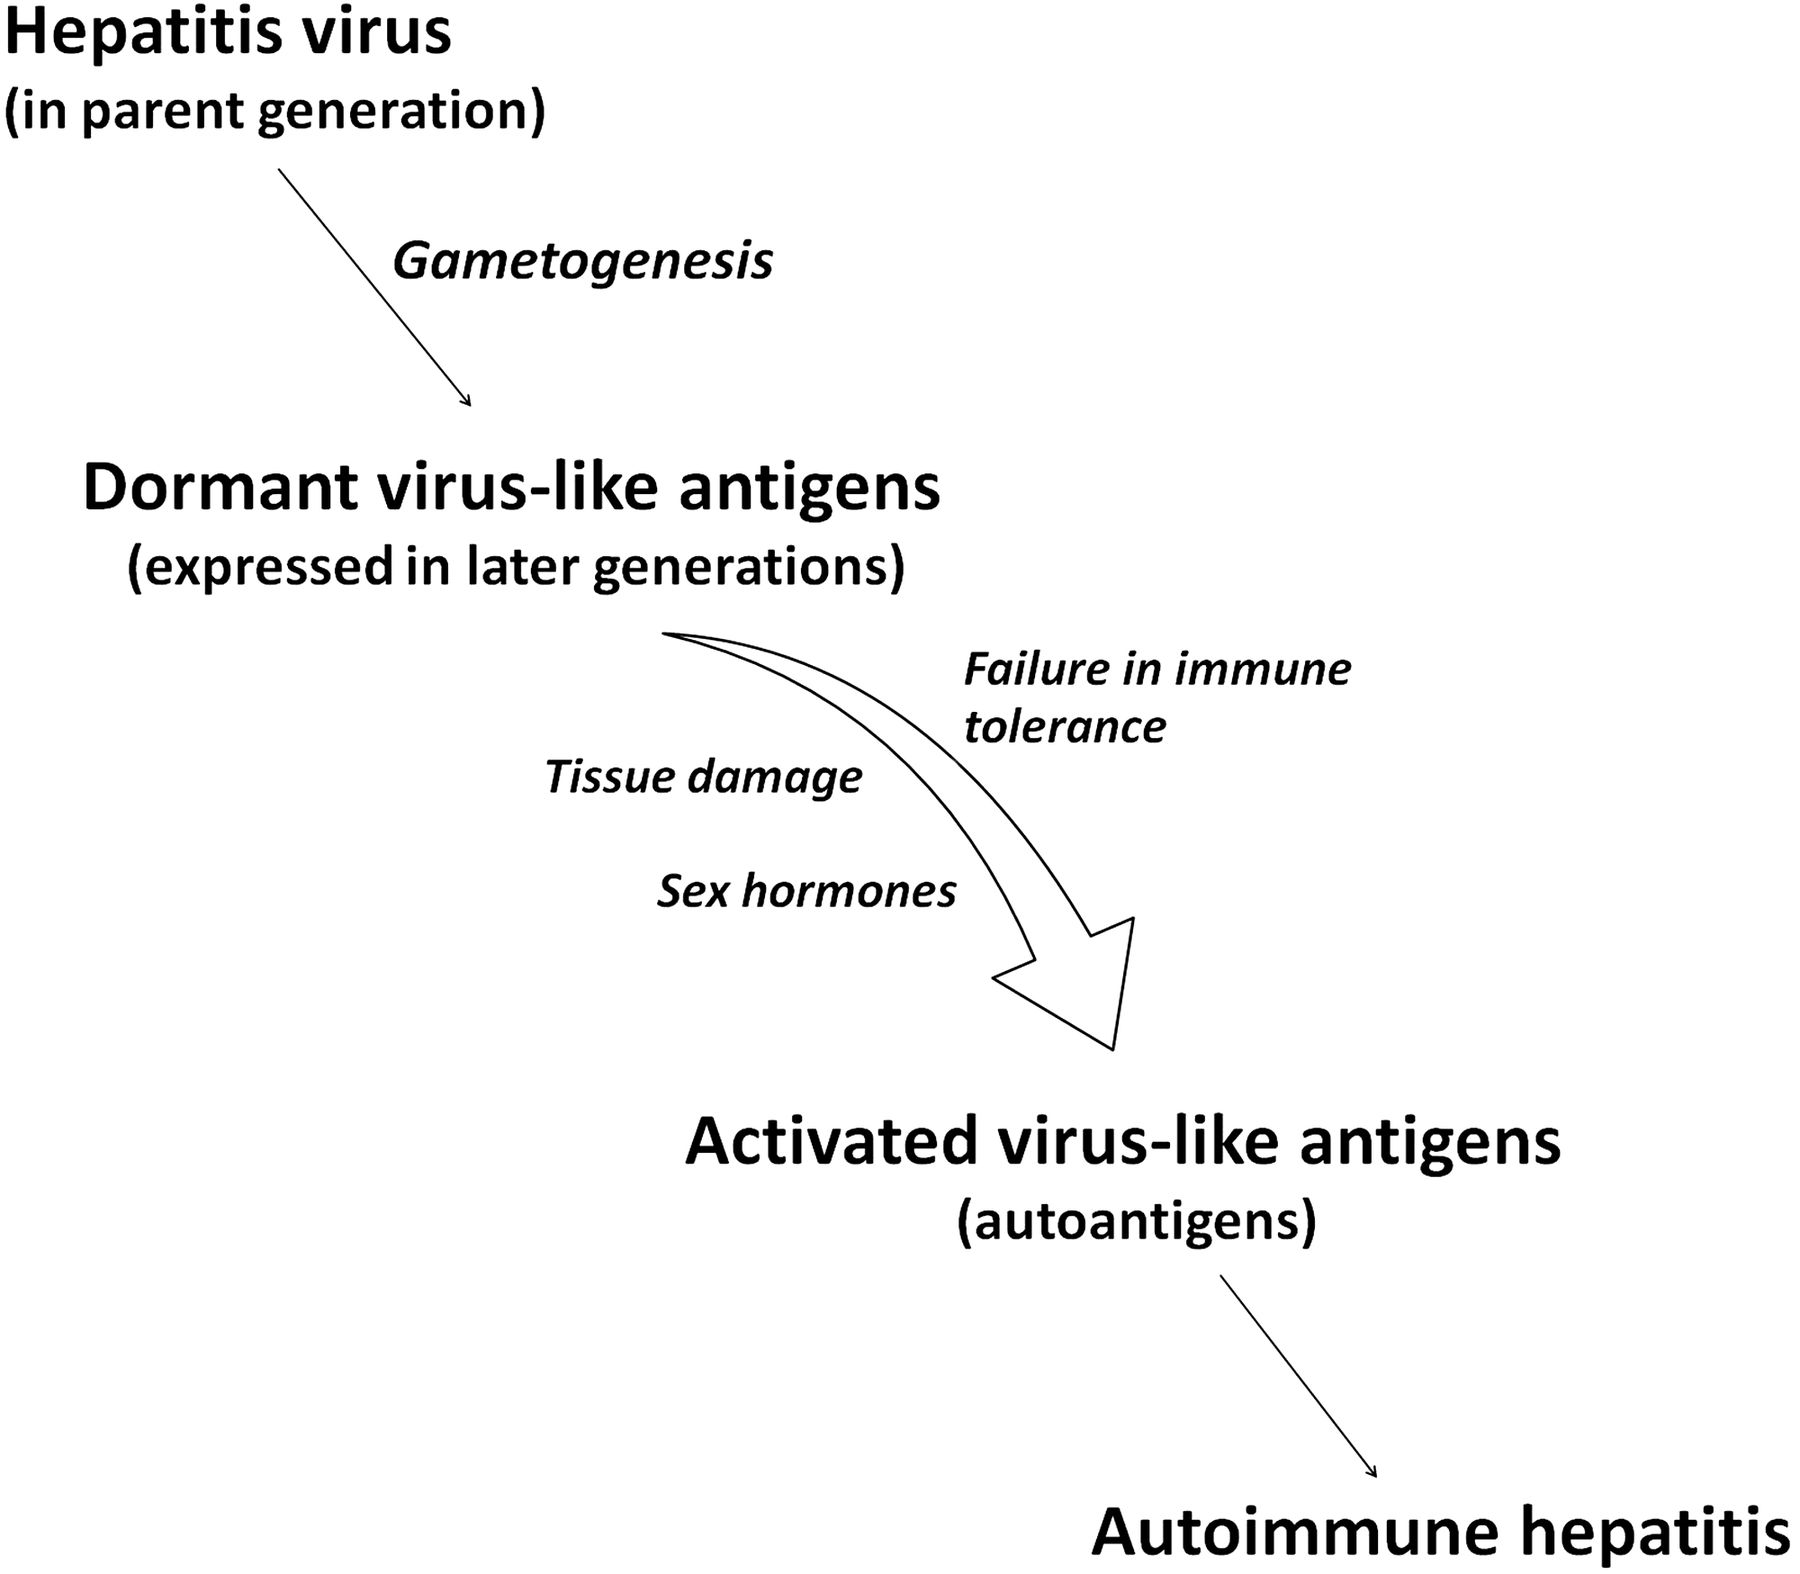 Hepatitis virus
(in parent generation)
Gametogenesis
Dormant virus-like antigens
(expressed in later generations)
Failure in immune
tolerance
Tissue damage
Sex hormones
Activated virus-like antigens
(autoantigens)
Autoimmune hepatitis